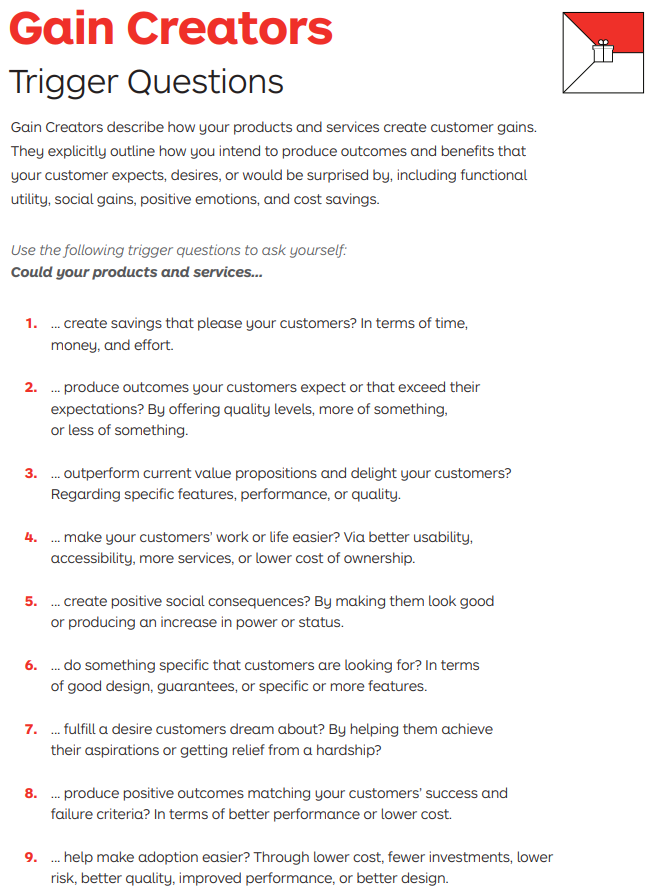 Gain Creators
Trigger Questions
Gain Creators describe how your products and services create customer gains.
They explicitly outline how you intend to produce outcomes and benefits that
your customer expects, desires, or would be surprised by, including functional
utility, social gains, positive emotions, and cost savings.
Use the following trigger questions to ask yourself:
Could your products and services...
1. ... create savings that please your customers? In terms of time,
money, and effort.
2. ... produce outcomes your customers expect or that exceed their
expectations? By offering quality levels, more of something,
or less of something.
3. ... outperform current value propositions and delight your customers?
Regarding specific features, performance, or quality.
4. ... make your customers’ work or life easier? Via better usability,
accessibility, more services, or lower cost of ownership.
5. ... create positive social consequences? By making them look good
or producing an increase in power or status.
6. ... do something specific that customers are looking for? In terms
of good design, guarantees, or specific or more features.
7. ... fulfill a desire customers dream about? By helping them achieve
their aspirations or getting relief from a hardship?
8. ... produce positive outcomes matching your customers’ success and
failure criteria? In terms of better performance or lower cost.
9. ... help make adoption easier? Through lower cost, fewer investments, lower
risk, better quality, improved performance, or better design.